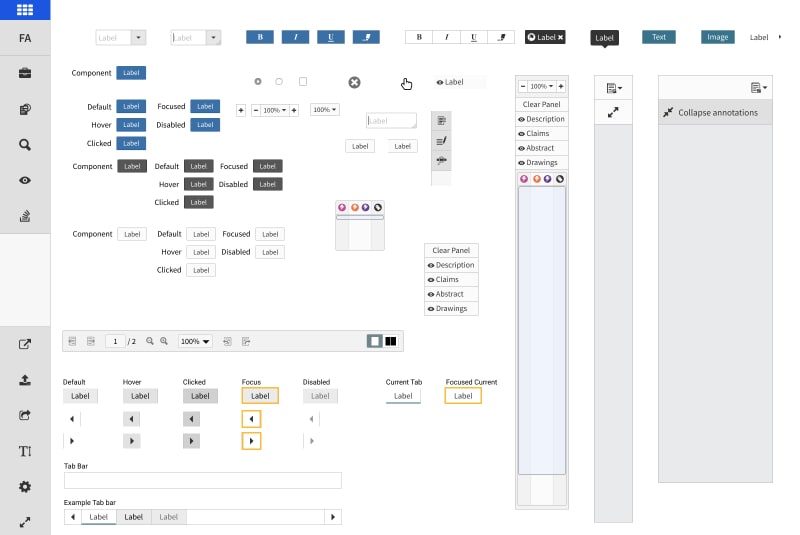 FA
Label
Label
B I U
B I U
Label
Label
Text
Image
Label
Component Label
Label
100%
Default Label Focused Label
100%
100%
Clear Panel
Hover Label Disabled Label
Label
Description
Collapse annotations
Clicked Label
Label Label
Claims
Abstract
Component Label Default Label Focused Label
Drawings
Hover Label Disabled Label
Clicked Label
Component Label Default Label Focused Label
Hover Label Disabled Label
Clear Panel
Clicked Label
Description
Claims
Abstract
Drawings
1 / 2 100%
Default Hover Clicked Focus Disabled Current Tab Focused Current
Label Label Label Label Label Label Label
Tab Bar
Example Tab bar
Label Label Label